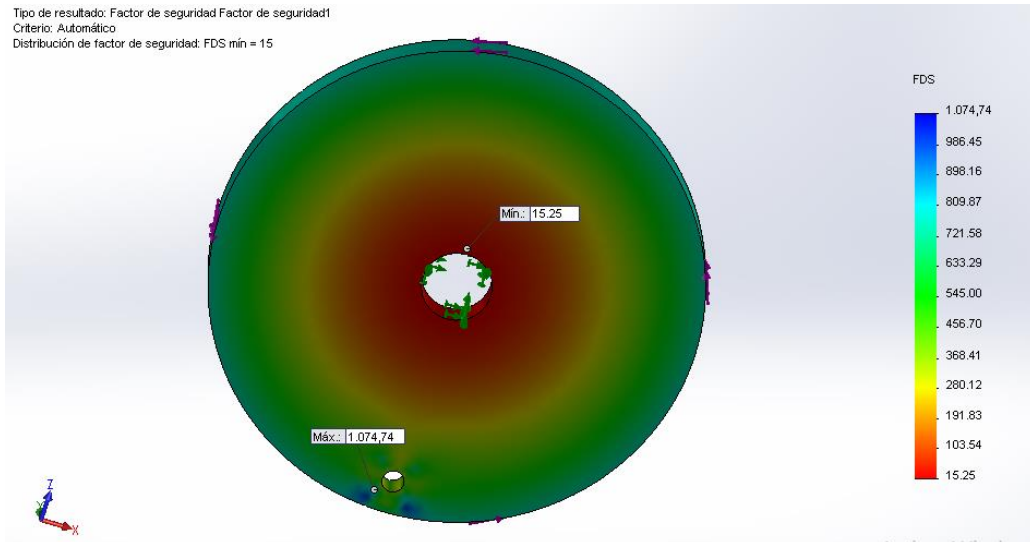 Tipo de resultado: Factor de seguridad Factor de seguridad1
Criterio: Automático
Distribución de factor de seguridad: FDS mín = 15
FDS
1.074,74
986.45
898.16
809.87
721.58
633.29
545.00
456.70
368.41
280.12
191.83
103.54
15.25
Mín.: 15.25
Máx.: 1.074,74
Z
Y
X